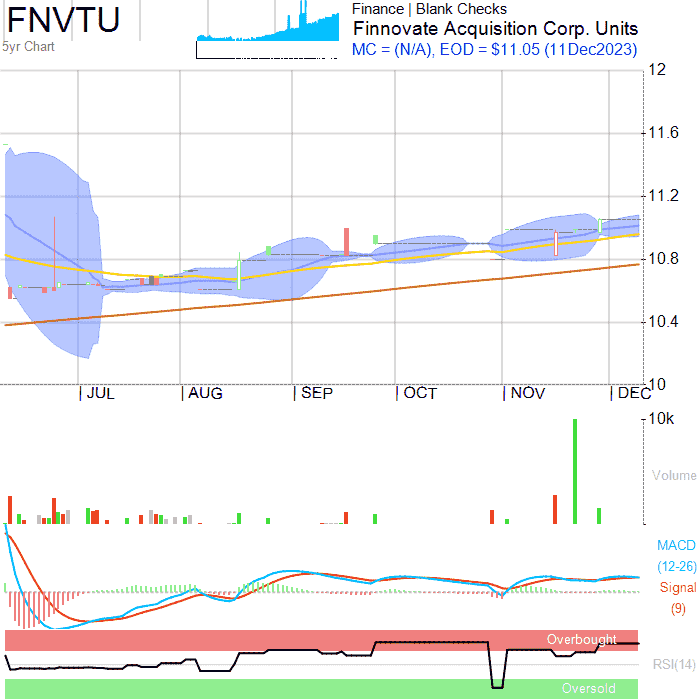 FNVTU
5yr Chart
Finance | Blank Checks
Finnovate Acquisition Corp. Units
MC = (N/A), EOD = $11.05 (11Dec2023)
12
11.6
11.2
10.8
10.4
10
JUL AUG SEP OCT NOV DEC
10k
Volume
MACD
(12-26)
Signal
(9)
Overbought
RSI(14)
Oversold